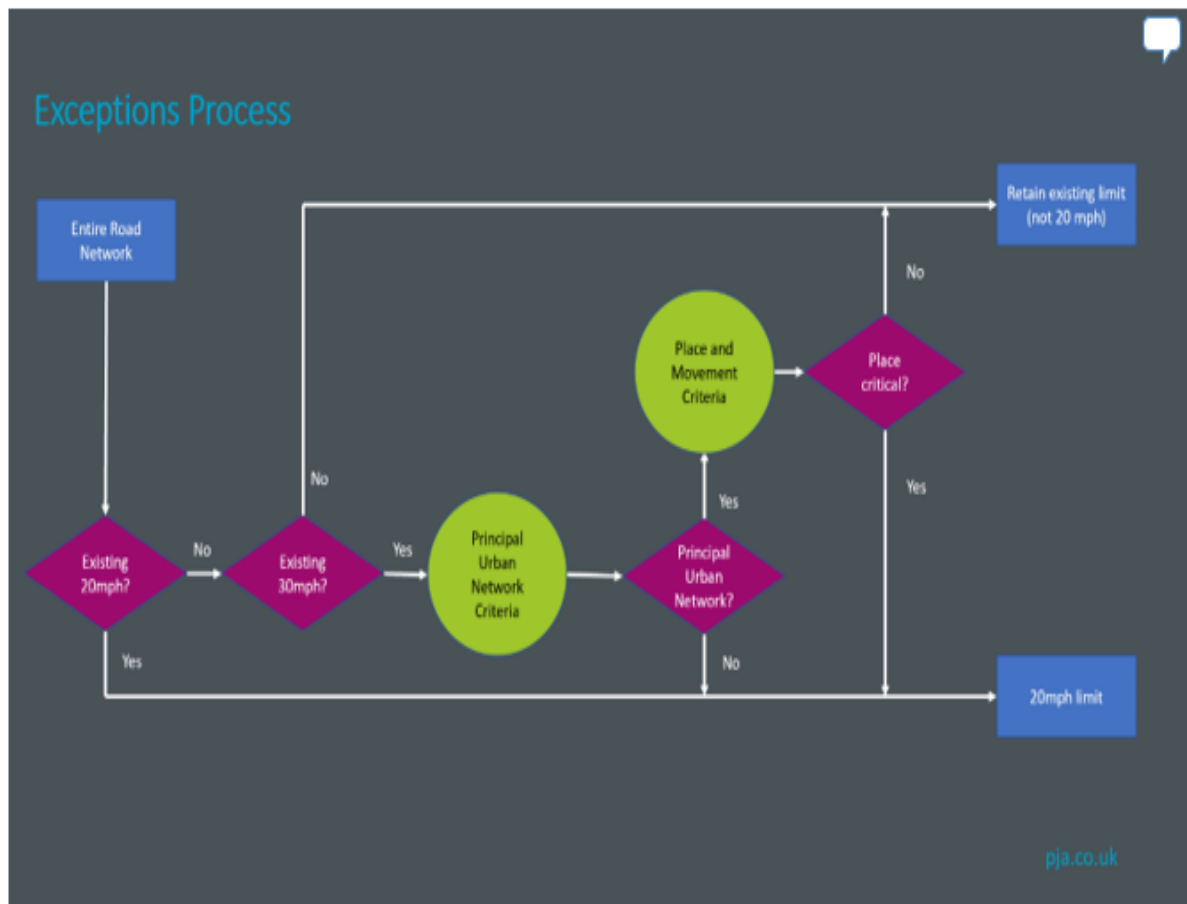 Exceptions Process
Entire Road
Network
Retain existing limit
(not 20 mph)
No
Place and
Movement
Criteria
Place
critical?
No
Yes
Existing
20mph?
No
Existing
30mph?
Yes
Principal
Urban
Network
Criteria
Yes
Principal
Urban
Network?
Yes
No
20mph limit
pja.co.uk